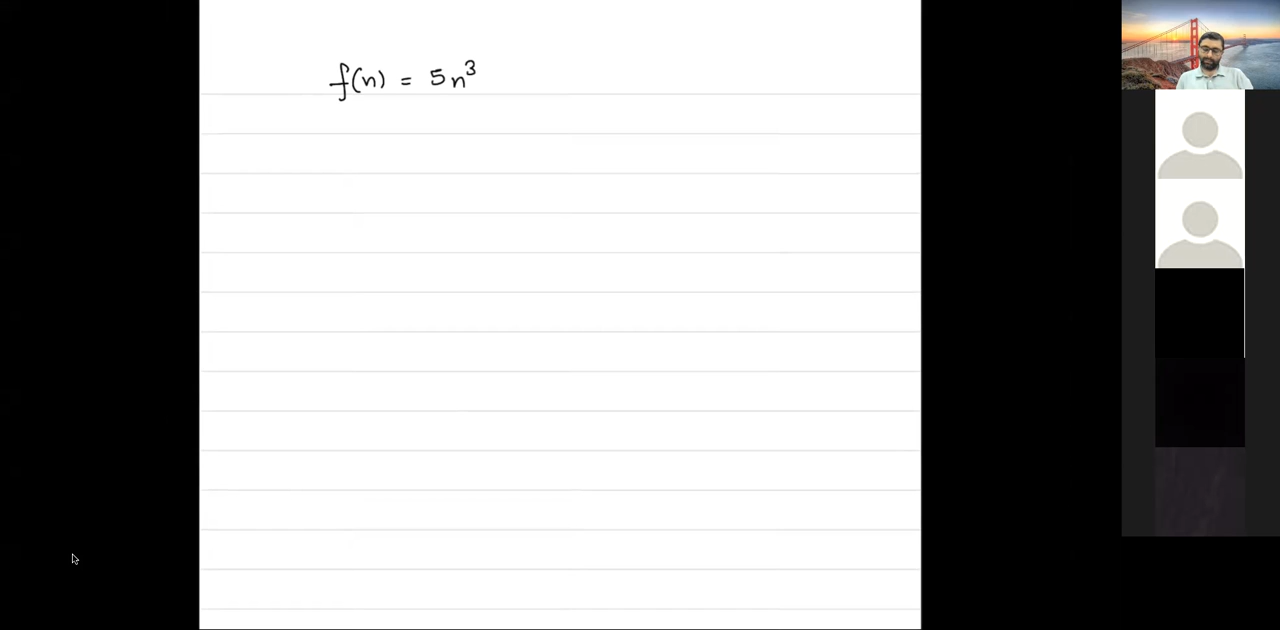 f(n) = 5n³